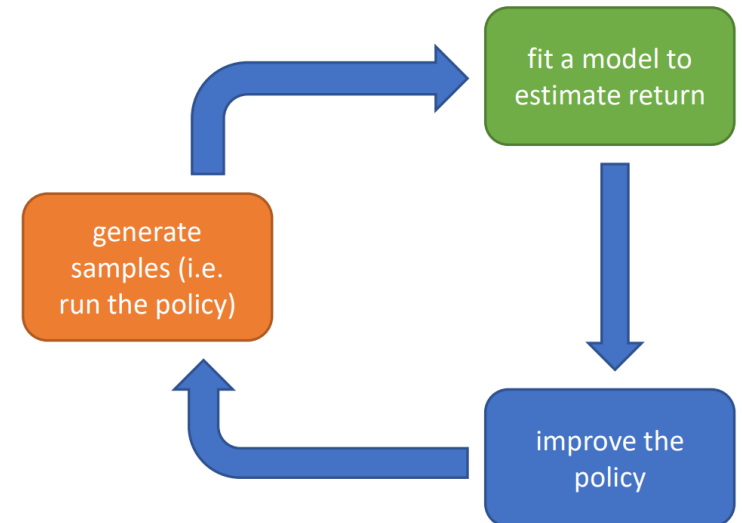 fit a model to
estimate return
generate
samples (i.e.
run the policy)
improve the
policy